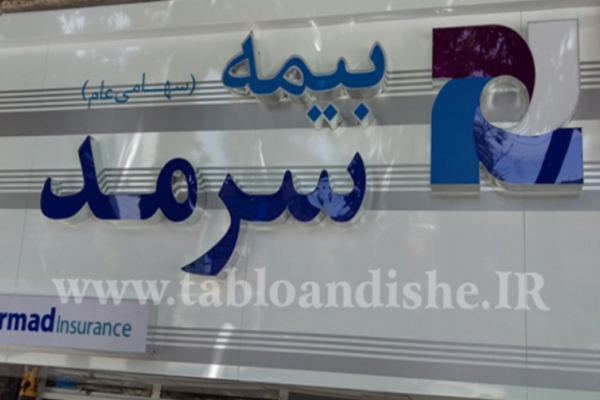 بیمه
(سهامی عام)
سرمد
www.tabloandishe.IR
rmad Insurance